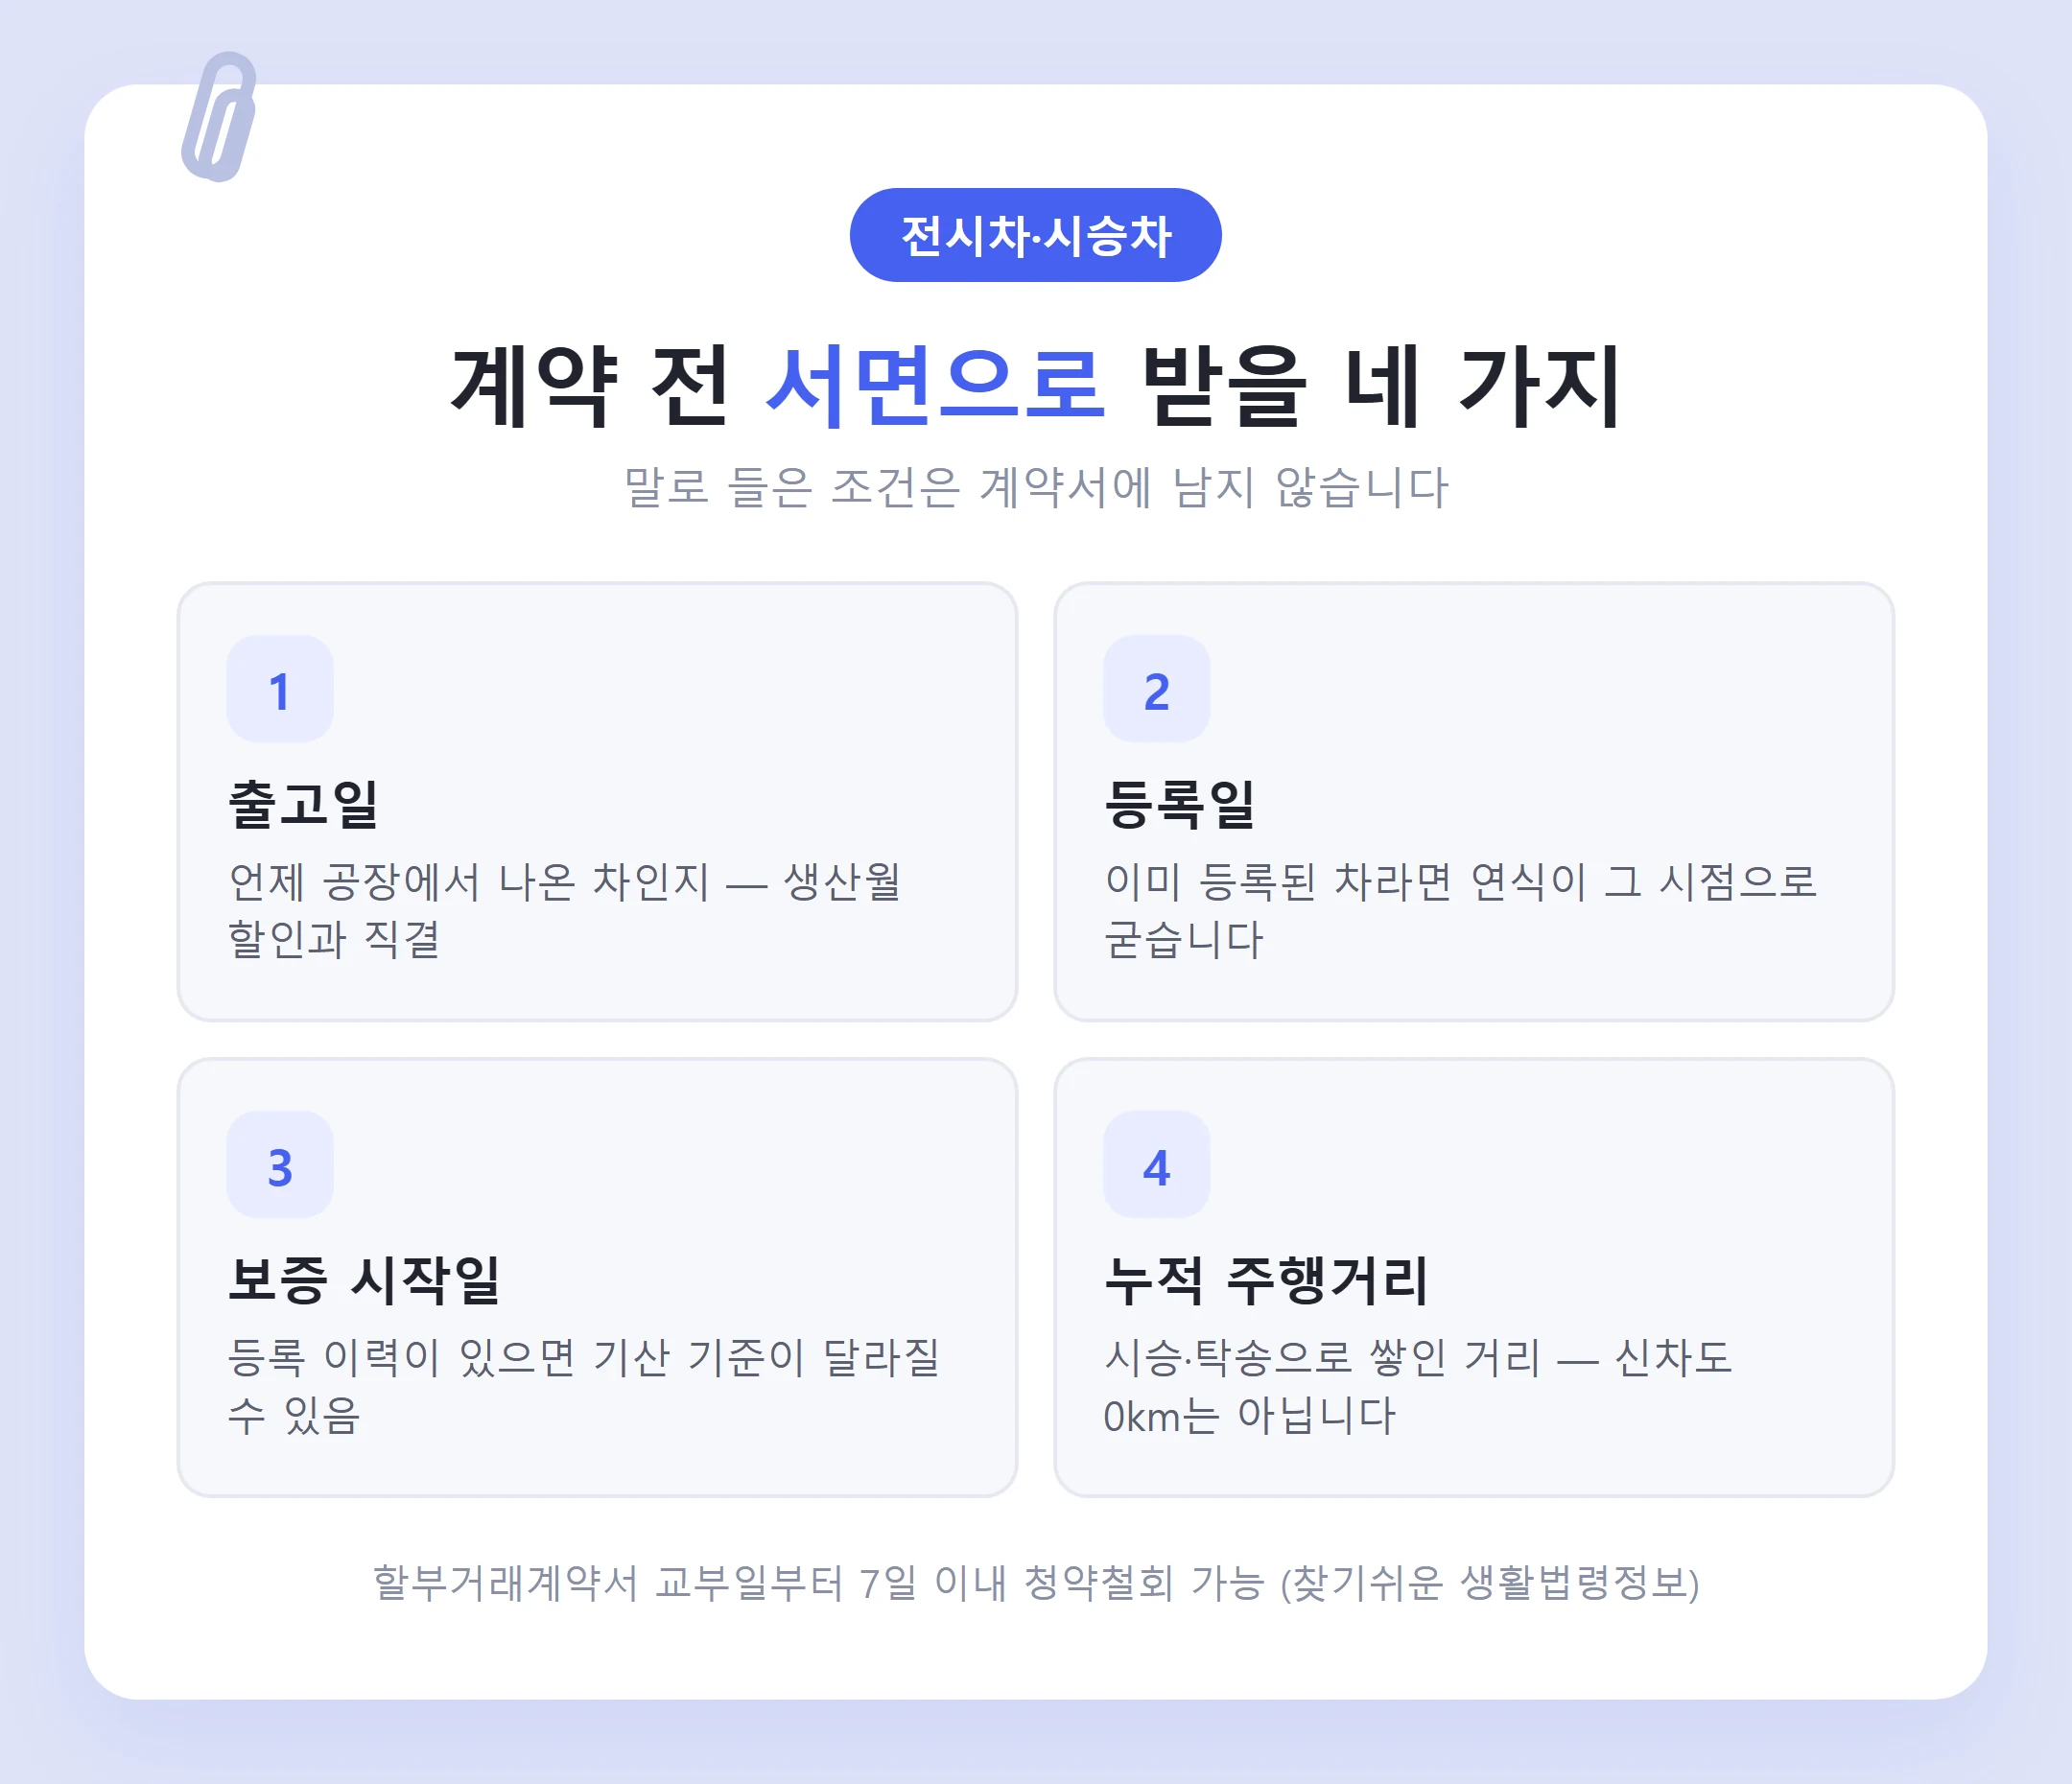 전시차·시승차
계약 전 서면으로 받을 네 가지
말로 들은 조건은 계약서에 남지 않습니다
1
출고일
언제 공장에서 나온 차인지 — 생산월
할인과 직결
2
등록일
이미 등록된 차라면 연식이 그 시점으로
굳습니다
3
보증 시작일
등록 이력이 있으면 기산 기준이 달라질
수 있음
4
누적 주행거리
시승·탁송으로 쌓인 거리 — 신차도
0km는 아닙니다
할부거래계약서 교부일부터 7일 이내 청약철회 가능 (찾기쉬운 생활법령정보)